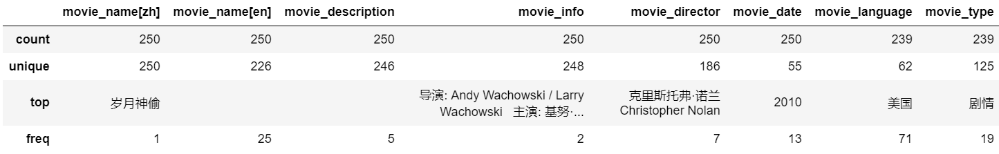 movie_name[zh] movie_name[en] movie_description movie_info movie_director movie_date movie_language movie_type
count 250 250 250 250 250 250 239 239
unique 250 226 246 248 186 55 62 125
top 岁月神偷 导演: Andy Wachowski / Larry Wachowski 主演: 基努·... 克里斯托弗·诺兰 Christopher Nolan 2010 美国 剧情
freq 1 25 5 2 7 13 71 19